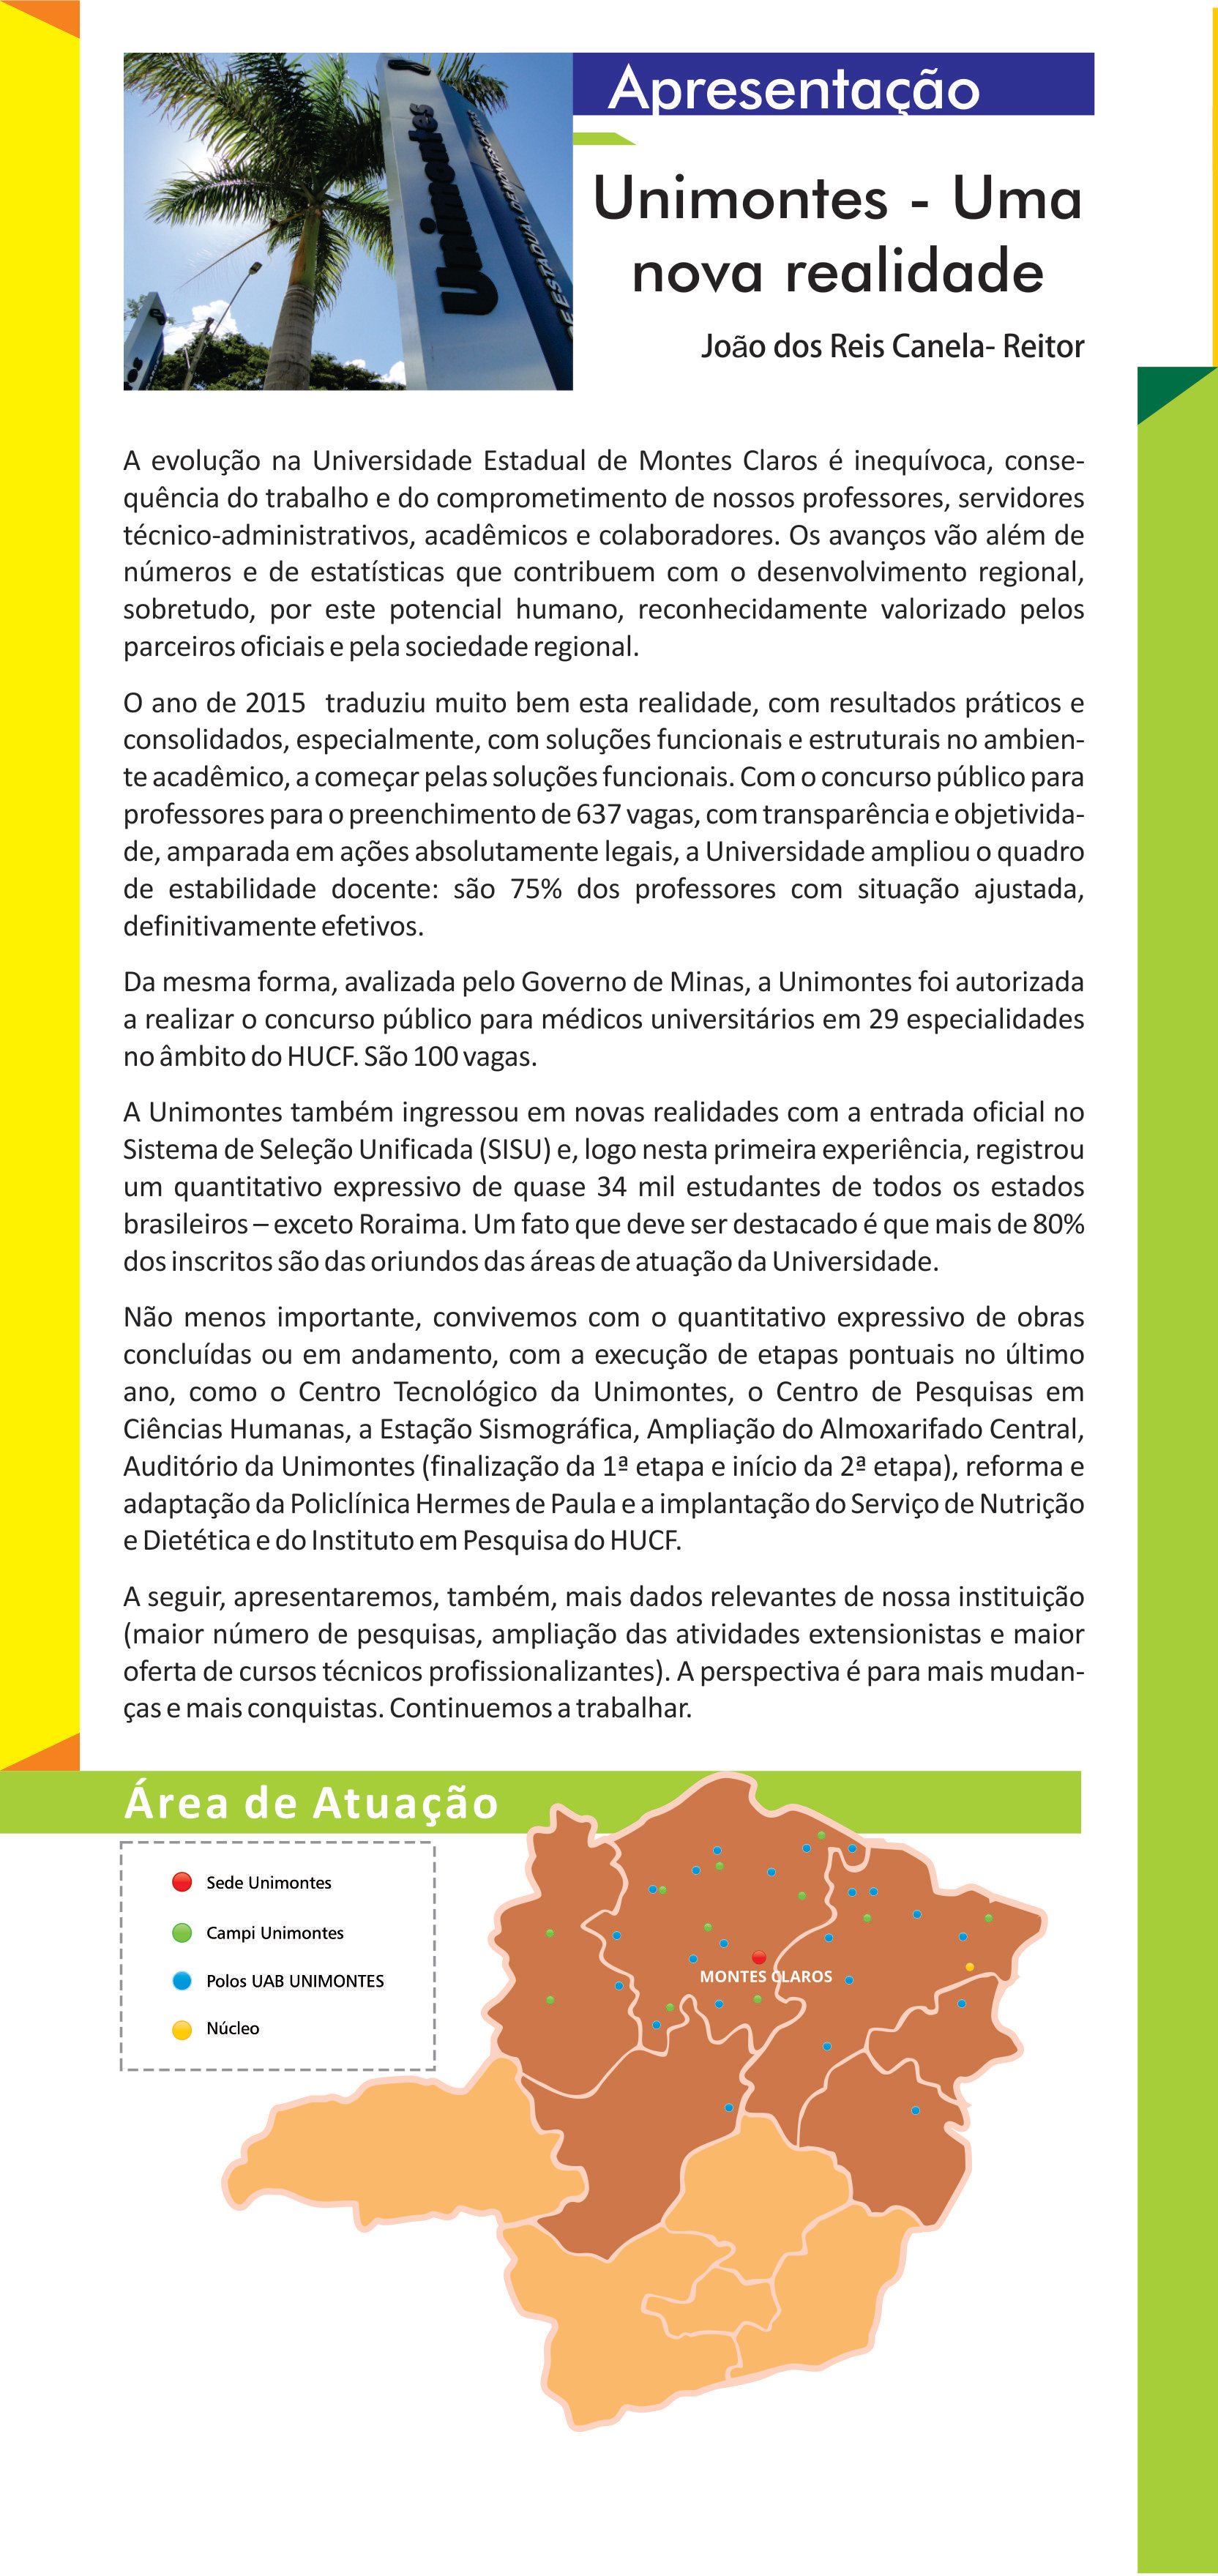 Apresentação
unimontes
Unimontes - Uma
nova realidade
João dos Reis Canela- Reitor
A evolução na Universidade Estadual de Montes Claros é inequívoca, conse-
quência do trabalho e do comprometimento de nossos professores, servidores
técnico-administrativos, acadêmicos e colaboradores. Os avanços vão além de
números e de estatísticas que contribuem com o desenvolvimento regional,
sobretudo, por este potencial humano, reconhecidamente valorizado pelos
parceiros oficiais e pela sociedade regional.
O ano de 2015 traduziu muito bem esta realidade, com resultados práticos e
consolidados, especialmente, com soluções funcionais e estruturais no ambien-
te acadêmico, a começar pelas soluções funcionais. Com o concurso público para
professores para o preenchimento de 637 vagas, com transparência e objetivida-
de, amparada em ações absolutamente legais, a Universidade ampliou o quadro
de estabilidade docente: são 75% dos professores com situação ajustada,
definitivamente efetivos.
Da mesma forma, avalizada pelo Governo de Minas, a Unimontes foi autorizada
a realizar o concurso público para médicos universitários em 29 especialidades
no âmbito do HUCF. São 100 vagas.
A Unimontes também ingressou em novas realidades com a entrada oficial no
Sistema de Seleção Unificada (SISU) e, logo nesta primeira experiência, registrou
um quantitativo expressivo de quase 34 mil estudantes de todos os estados
brasileiros – exceto Roraima. Um fato que deve ser destacado é que mais de 80%
dos inscritos são das oriundos das áreas de atuação da Universidade.
Não menos importante, convivemos com o quantitativo expressivo de obras
concluídas ou em andamento, com a execução de etapas pontuais no último
ano, como o Centro Tecnológico da Unimontes, o Centro de Pesquisas em
Ciências Humanas, a Estação Sismográfica, Ampliação do Almoxarifado Central,
Auditório da Unimontes (finalização da 1ª etapa e início da 2ª etapa), reforma e
adaptação da Policlínica Hermes de Paula e a implantação do Serviço de Nutrição
e Dietética e do Instituto em Pesquisa do HUCF.
A seguir, apresentaremos, também, mais dados relevantes de nossa instituição
(maior número de pesquisas, ampliação das atividades extensionistas e maior
oferta de cursos técnicos profissionalizantes). A perspectiva é para mais mudan-
ças e mais conquistas. Continuemos a trabalhar.
Área de Atuação
Sede Unimontes
Campi Unimontes
Polos UAB UNIMONTES
Núcleo
MONTES CLAROS